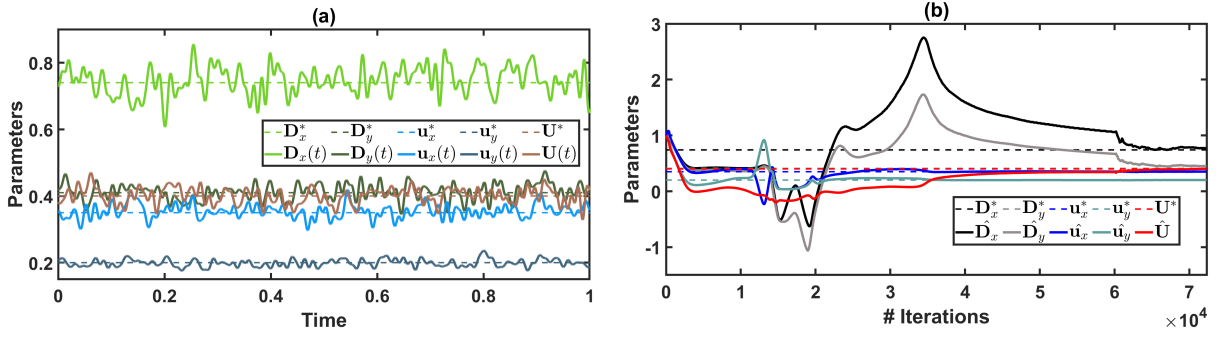 (a)
Parameters
0.8
0.6
0.4
0.2
D*x D*y u*x u*y U*
Dx(t) Dy(t) ux(t) uy(t) U(t)
0 0.2 0.4 0.6 0.8 1
Time
(b)
Parameters
3
2
1
0
-1
D*x D*y u*x u*y U*
D̂x D̂y ûx ûy Û
0 1 2 3 4 5 6 7
# Iterations
×10⁴